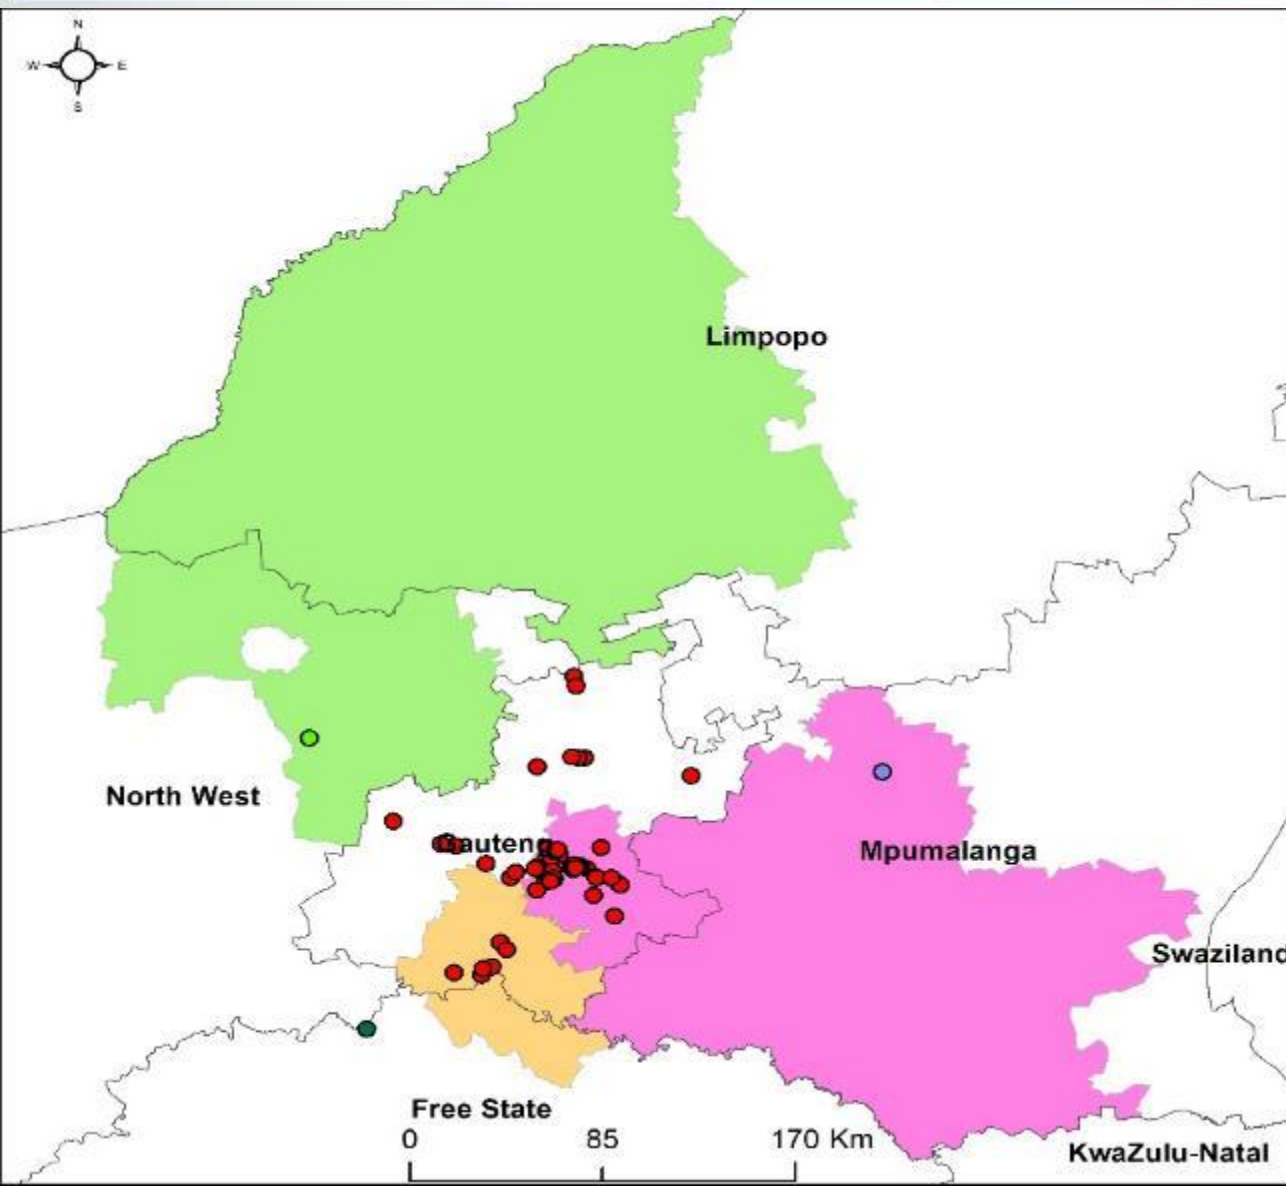 N
W E
S
Limpopo
North West
Gauteng
Mpumalanga
Swaziland
Free State
0 85 170 Km
KwaZulu-Natal